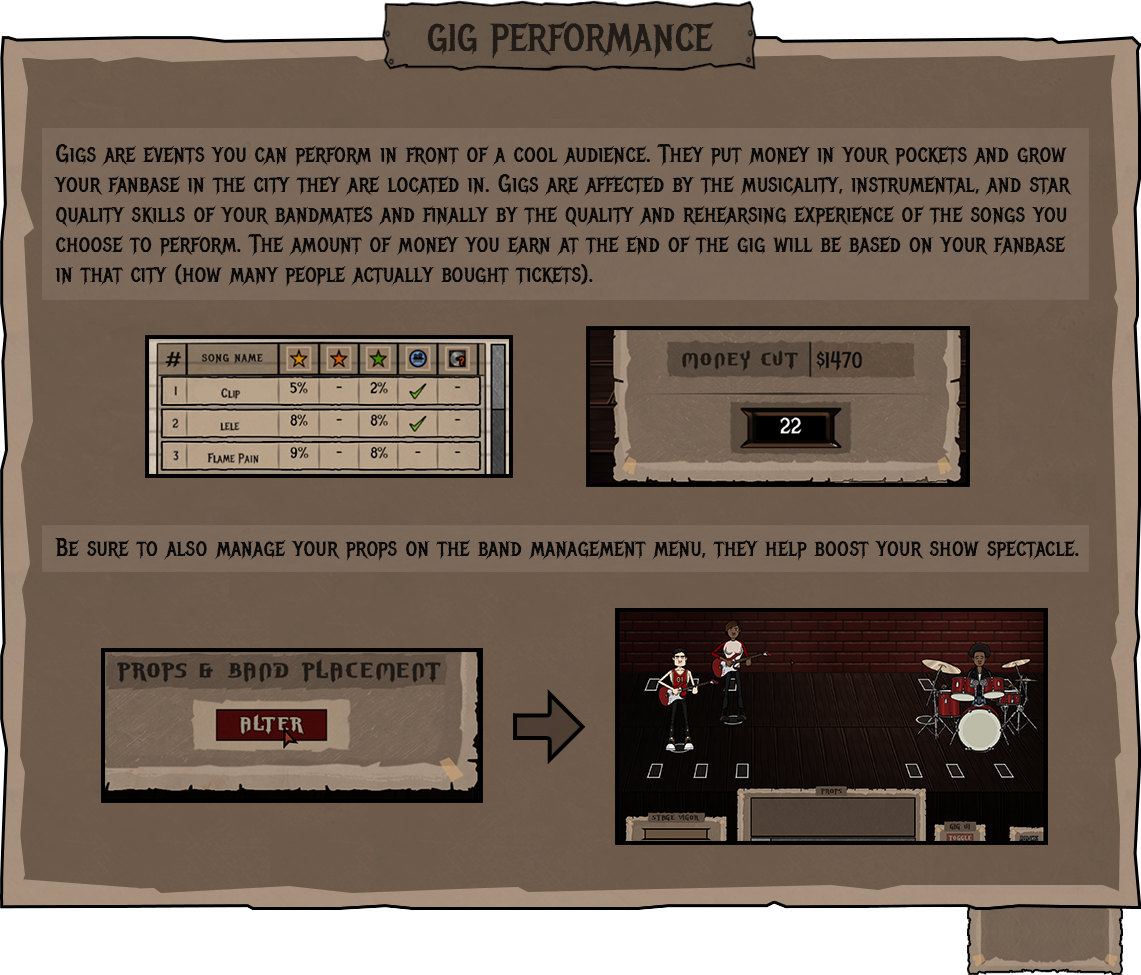 GIG PERFORMANCE
GIGS ARE EVENTS YOU CAN PERFORM IN FRONT OF A COOL AUDIENCE. THEY PUT MONEY IN YOUR POCKETS AND GROW
YOUR FANBASE IN THE CITY THEY ARE LOCATED IN. GIGS ARE AFFECTED BY THE MUSICALITY, INSTRUMENTAL, AND STAR
QUALITY SKILLS OF YOUR BANDMATES AND FINALLY BY THE QUALITY AND REHEARSING EXPERIENCE OF THE SONGS YOU
CHOOSE TO PERFORM. THE AMOUNT OF MONEY YOU EARN AT THE END OF THE GIG WILL BE BASED ON YOUR FANBASE
IN THAT CITY (HOW MANY PEOPLE ACTUALLY BOUGHT TICKETS).
# SONG NAME
1 CLIP 5% - 2% -
2 LELE 8% - 8% -
3 FLAME PAIN 9% - 8% - -
MONEY CUT $1470
22
BE SURE TO ALSO MANAGE YOUR PROPS ON THE BAND MANAGEMENT MENU, THEY HELP BOOST YOUR SHOW SPECTACLE.
PROPS & BAND PLACEMENT
ALTER
01
PROPS
STAGE VIGOR
GIG UI
TOGGLE